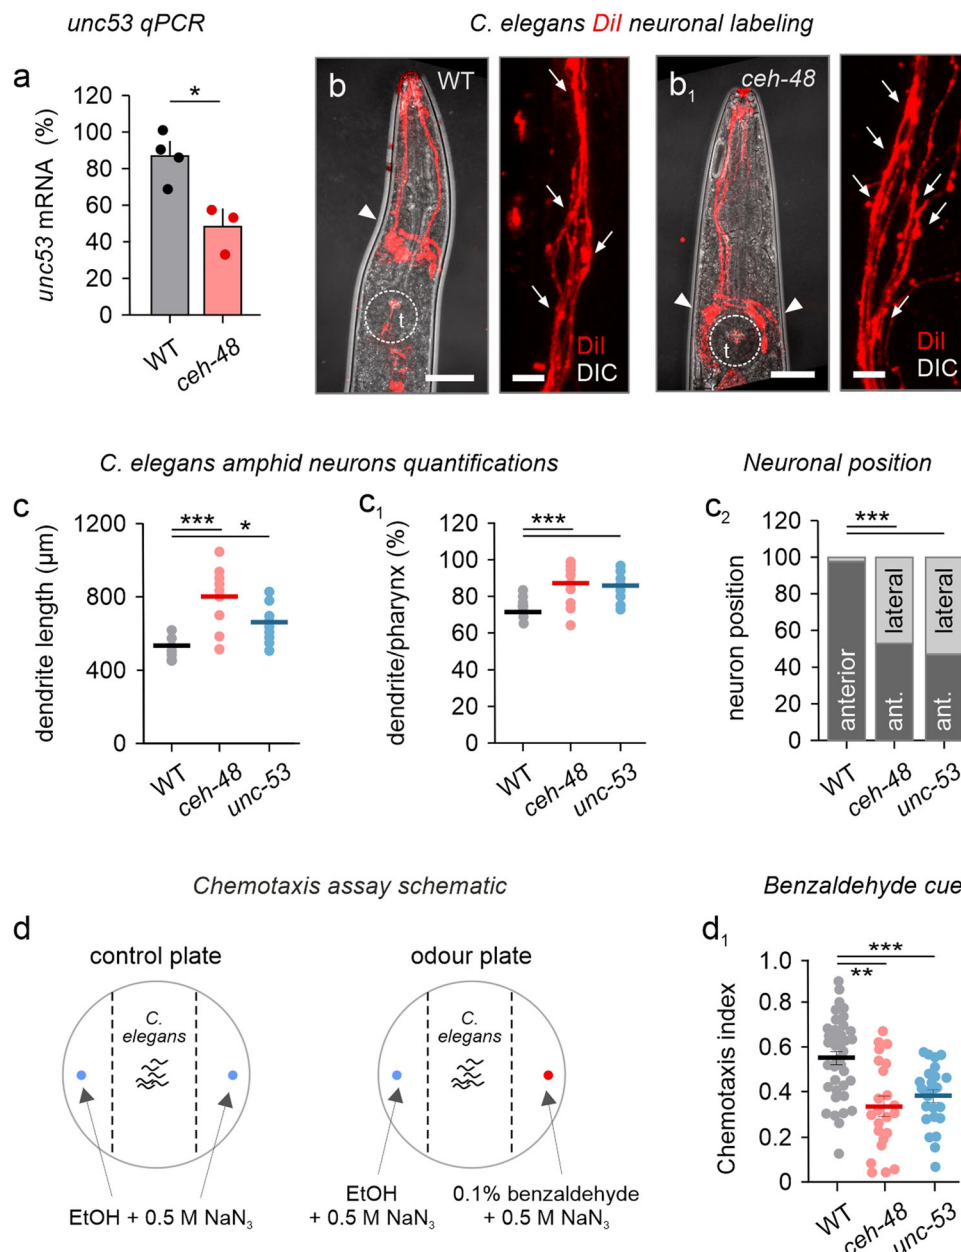 unc53 qPCR
C. elegans DiI neuronal labeling
a
unc53 mRNA (%)
120
100
80
60
40
20
0
*
WT
ceh-48
b
WT
t
DiI
DIC
b1
ceh-48
t
DiI
DIC
C. elegans amphid neurons quantifications
Neuronal position
c
dendrite length (µm)
1200
800
400
0
***
*
WT
ceh-48
unc-53
c1
dendrite/pharynx (%)
120
100
80
60
40
20
0
***
WT
ceh-48
unc-53
c2
neuron position
120
100
80
60
40
20
0
***
anterior
lateral
ant.
lateral
ant.
WT
ceh-48
unc-53
Chemotaxis assay schematic
Benzaldehyde cue
d
control plate
C.
elegans
EtOH + 0.5 M NaN3
odour plate
C.
elegans
EtOH
+ 0.5 M NaN3
0.1% benzaldehyde
+ 0.5 M NaN3
d1
Chemotaxis index
1.0
0.8
0.6
0.4
0.2
0
***
**
WT
ceh-48
unc-53